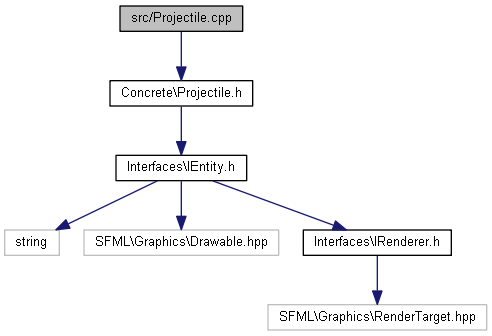 src/Projectile.cpp
Concrete\Projectile.h
Interfaces\IEntity.h
string
SFML\Graphics\Drawable.hpp
Interfaces\IRenderer.h
SFML\Graphics\RenderTarget.hpp